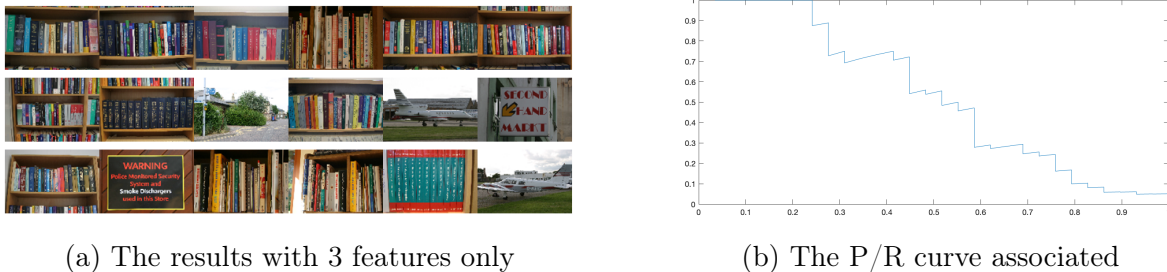 SECOND
HAND
MARKT
WARNING
Police Monitored Security
System and
Smoke Dischargers
used in this Store
1
0.9
0.8
0.7
0.6
0.5
0.4
0.3
0.2
0.1
0
0 0.1 0.2 0.3 0.4 0.5 0.6 0.7 0.8 0.9
(a) The results with 3 features only
(b) The P/R curve associated